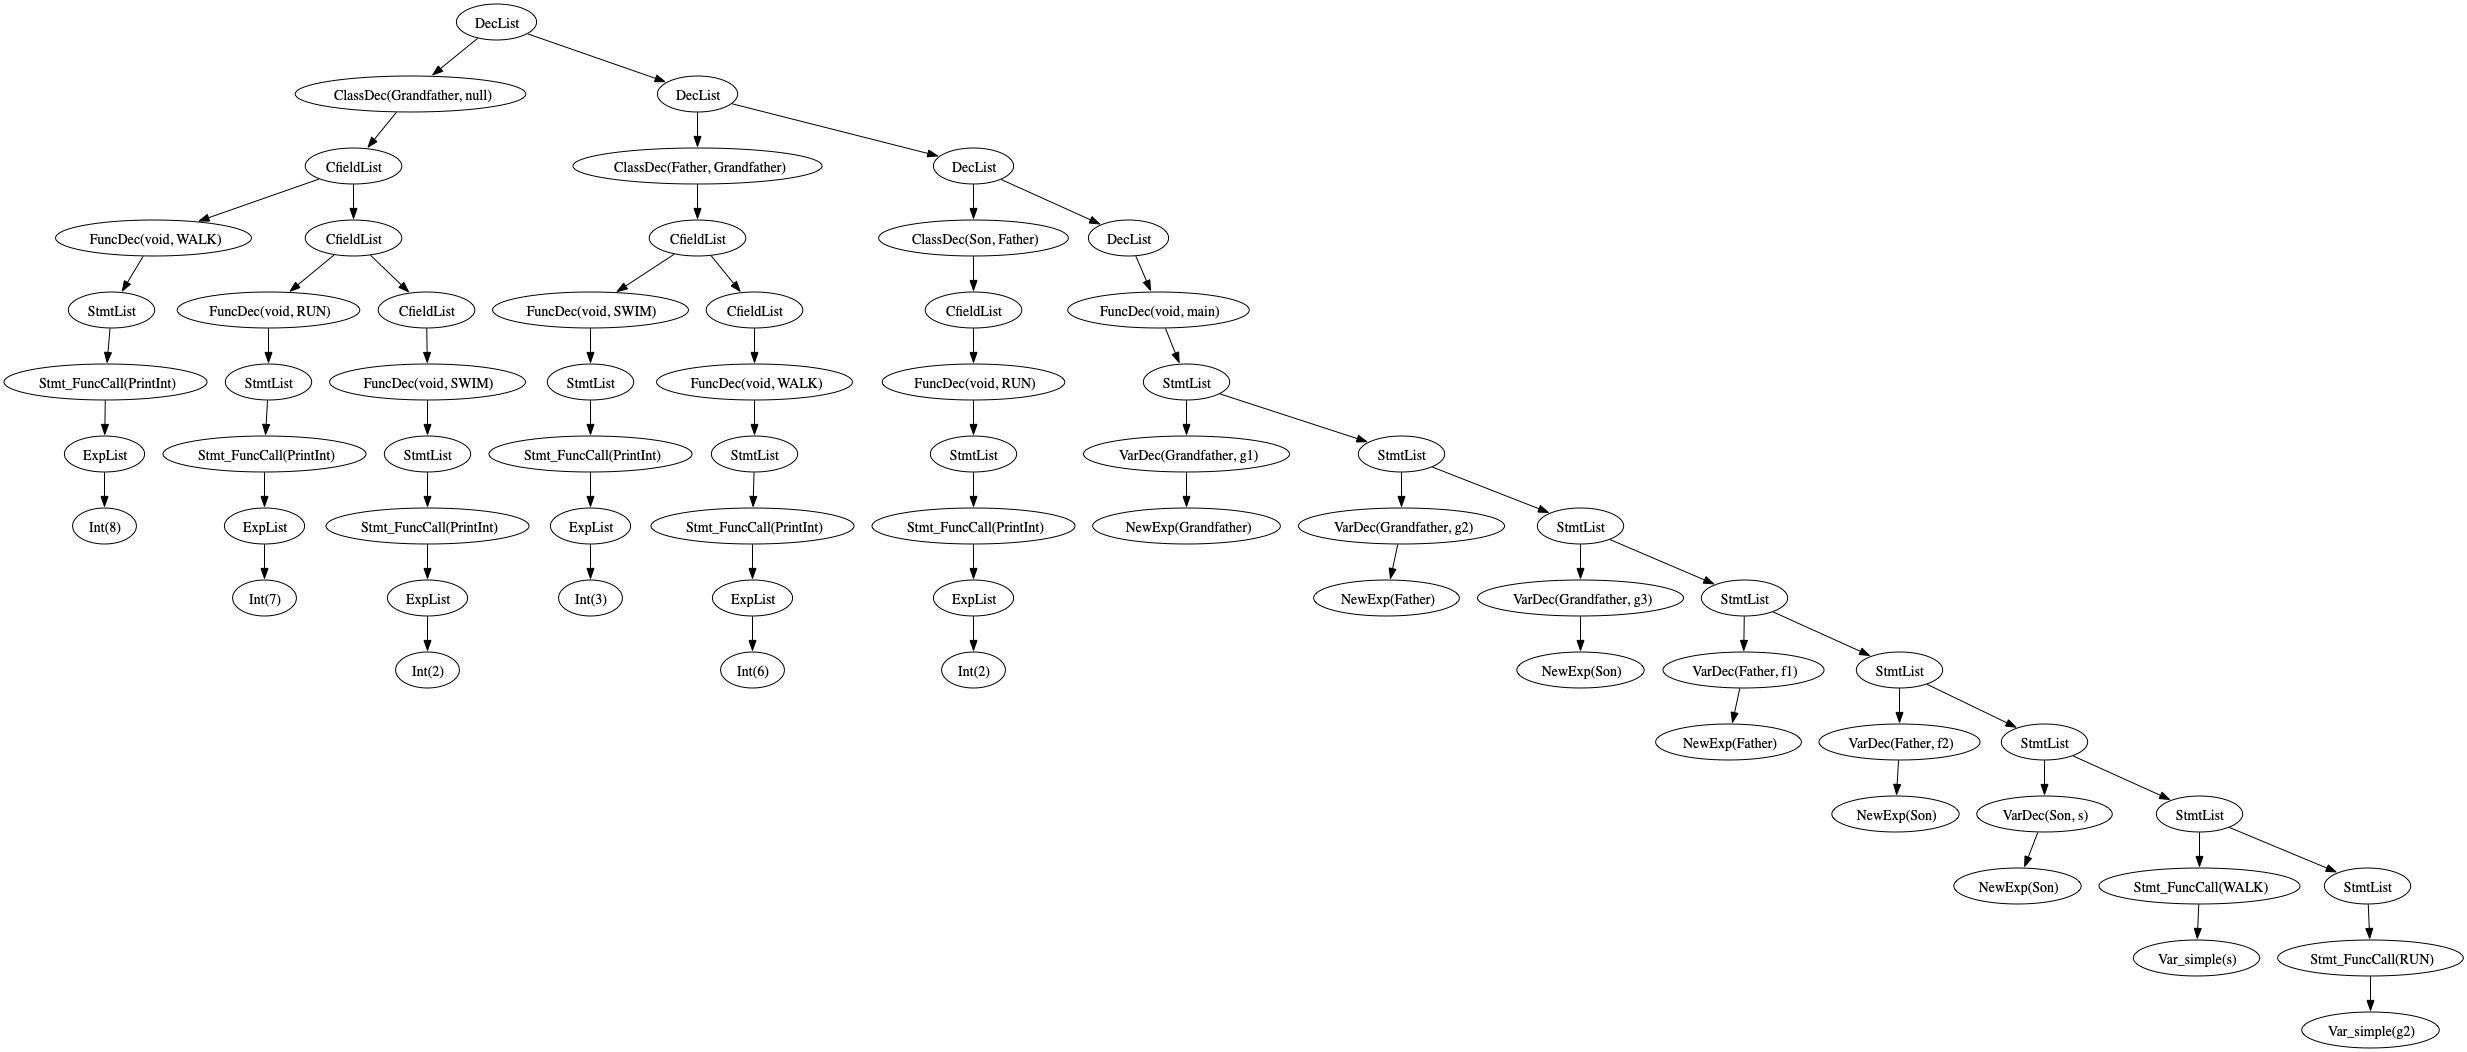 DecList
ClassDec(Grandfather, null)
DecList
CfieldList
ClassDec(Father, Grandfather)
DecList
FuncDec(void, WALK)
CfieldList
CfieldList
ClassDec(Son, Father)
DecList
StmtList
FuncDec(void, RUN)
CfieldList
FuncDec(void, SWIM)
CfieldList
CfieldList
FuncDec(void, main)
Stmt_FuncCall(PrintInt)
StmtList
FuncDec(void, SWIM)
StmtList
FuncDec(void, WALK)
FuncDec(void, RUN)
StmtList
ExpList
Stmt_FuncCall(PrintInt)
StmtList
Stmt_FuncCall(PrintInt)
StmtList
StmtList
VarDec(Grandfather, g1)
StmtList
Int(8)
ExpList
Stmt_FuncCall(PrintInt)
ExpList
Stmt_FuncCall(PrintInt)
Stmt_FuncCall(PrintInt)
NewExp(Grandfather)
VarDec(Grandfather, g2)
StmtList
Int(7)
ExpList
Int(3)
ExpList
ExpList
NewExp(Father)
VarDec(Grandfather, g3)
StmtList
Int(2)
Int(6)
Int(2)
NewExp(Son)
VarDec(Father, f1)
StmtList
NewExp(Father)
VarDec(Father, f2)
StmtList
NewExp(Son)
VarDec(Son, s)
StmtList
NewExp(Son)
Stmt_FuncCall(WALK)
StmtList
Var_simple(s)
Stmt_FuncCall(RUN)
Var_simple(g2)